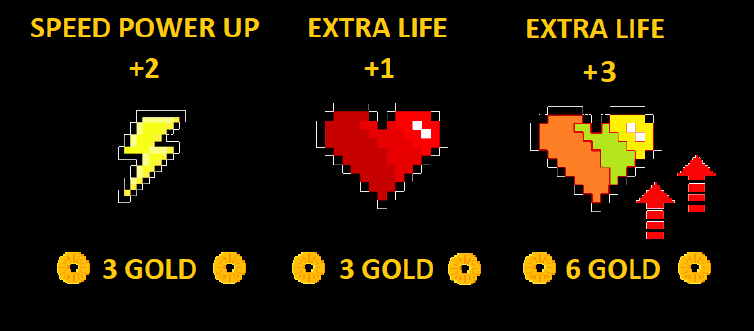 SPEED POWER UP
+2
3 GOLD
EXTRA LIFE
+1
3 GOLD
EXTRA LIFE
+3
6 GOLD